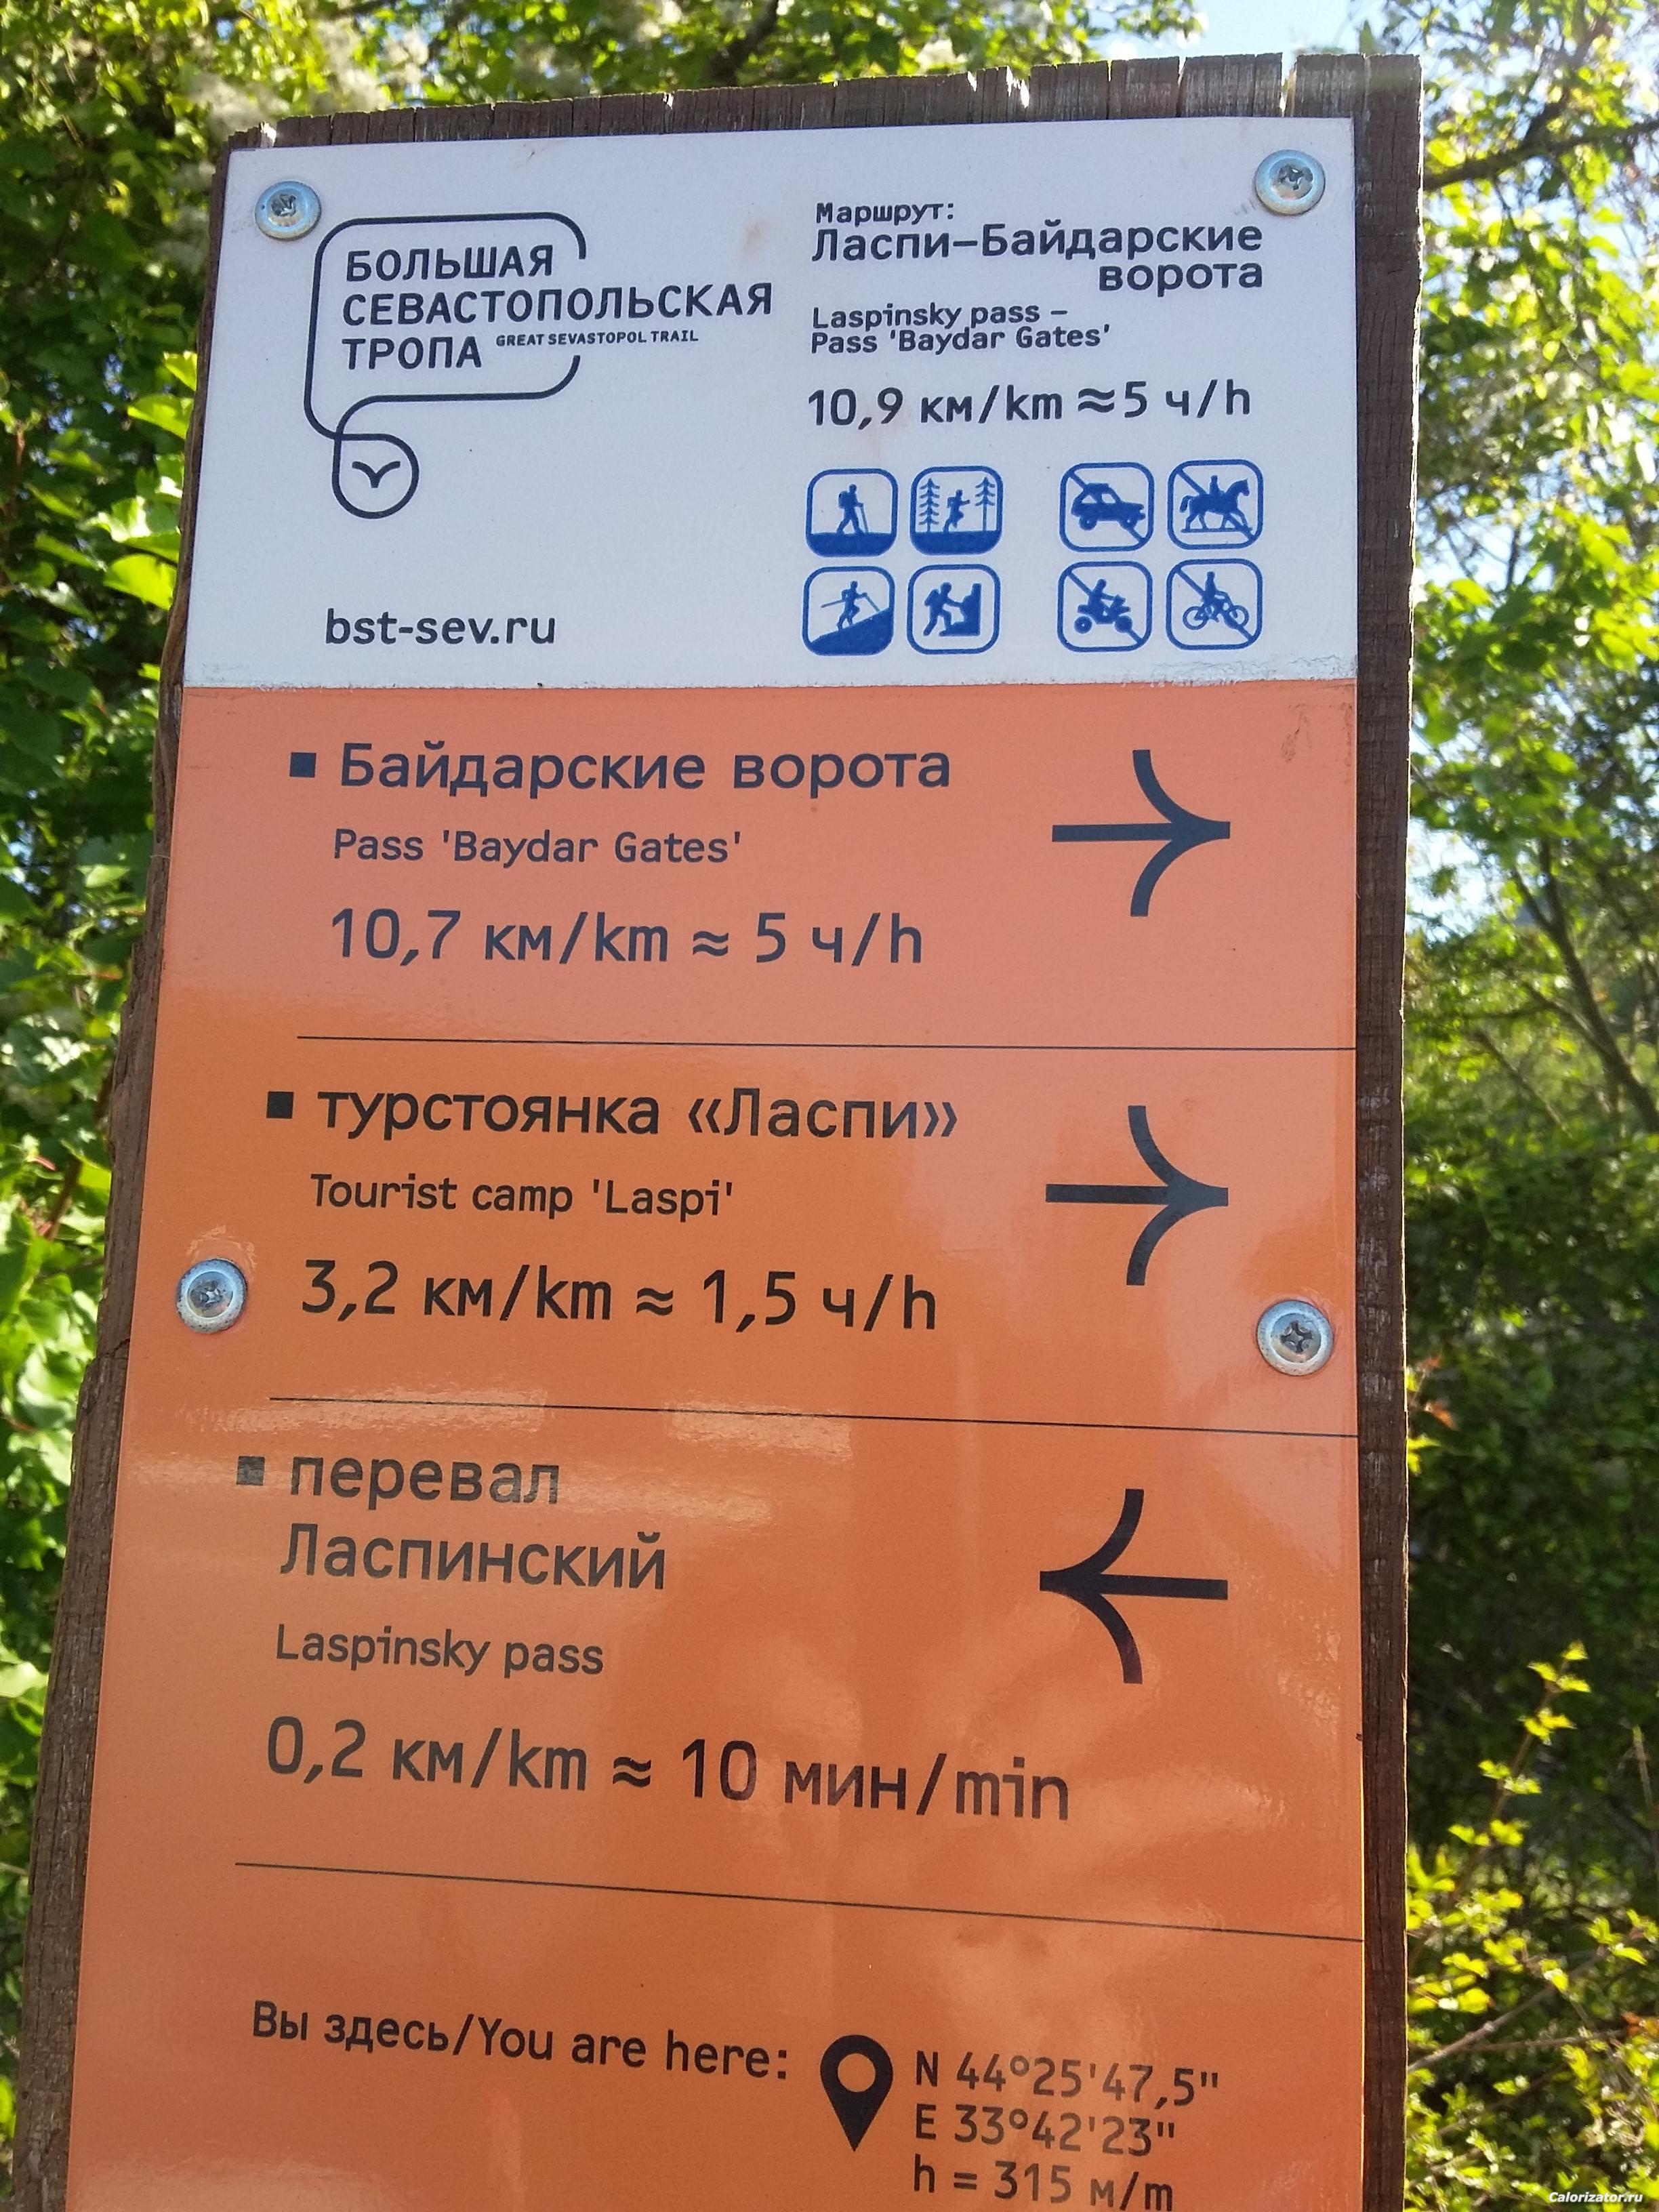 БОЛЬШАЯ
СЕВАСТОПОЛЬСКАЯ
ТРОПА GREAT SEVASTOPOL TRAIL
bst-sev.ru
Маршрут:
Ласпи–Байдарские
ворота
Laspinsky pass –
Pass 'Baydar Gates'
10,9 км/km ≈5 ч/h
▪ Байдарские ворота
Pass 'Baydar Gates'
10,7 км/km ≈ 5 ч/h
▪ турстоянка «Ласпи»
Tourist camp 'Laspi'
3,2 км/km ≈ 1,5 ч/h
▪ перевал
Ласпинский
Laspinsky pass
0,2 км/km ≈ 10 мин/min
Вы здесь/You are here:
N 44°25'47,5"
E 33°42'23"
h = 315 м/m
Calorizator.ru